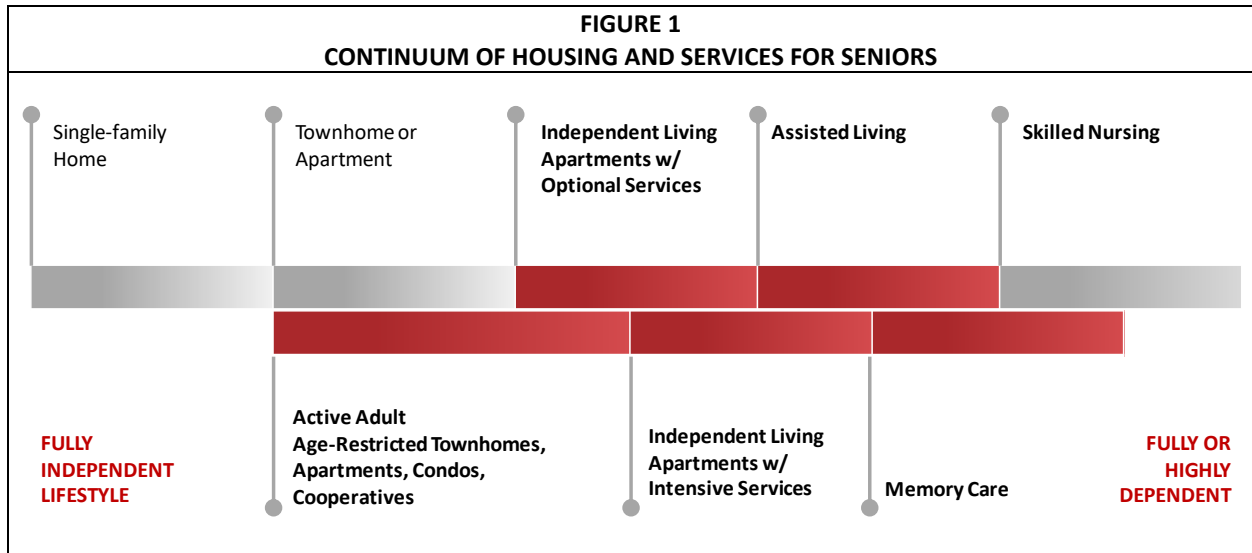 FIGURE 1
CONTINUUM OF HOUSING AND SERVICES FOR SENIORS
Single-family
Home
Townhome or
Apartment
Independent Living
Apartments w/
Optional Services
Assisted Living
Skilled Nursing
FULLY
INDEPENDENT
LIFESTYLE
Active Adult
Age-Restricted Townhomes,
Apartments, Condos,
Cooperatives
Independent Living
Apartments w/
Intensive Services
Memory Care
FULLY OR
HIGHLY
DEPENDENT